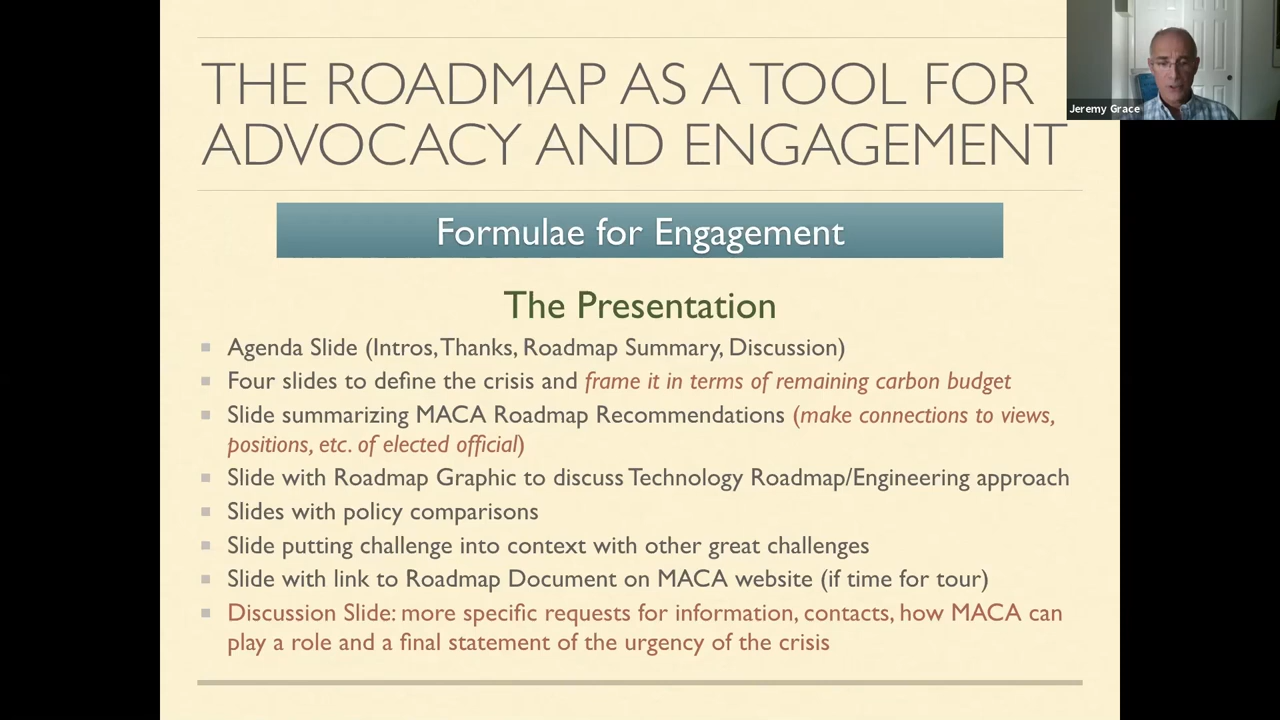 THE ROADMAP AS A TOOL FOR
ADVOCACY AND ENGAGEMENT
Jeremy Grace
Formulae for Engagement
The Presentation
Agenda Slide (Intros, Thanks, Roadmap Summary, Discussion)
Four slides to define the crisis and frame it in terms of remaining carbon budget
Slide summarizing MACA Roadmap Recommendations (make connections to views,
positions, etc. of elected official)
Slide with Roadmap Graphic to discuss Technology Roadmap/Engineering approach
Slides with policy comparisons
Slide putting challenge into context with other great challenges
Slide with link to Roadmap Document on MACA website (if time for tour)
Discussion Slide: more specific requests for information, contacts, how MACA can
play a role and a final statement of the urgency of the crisis